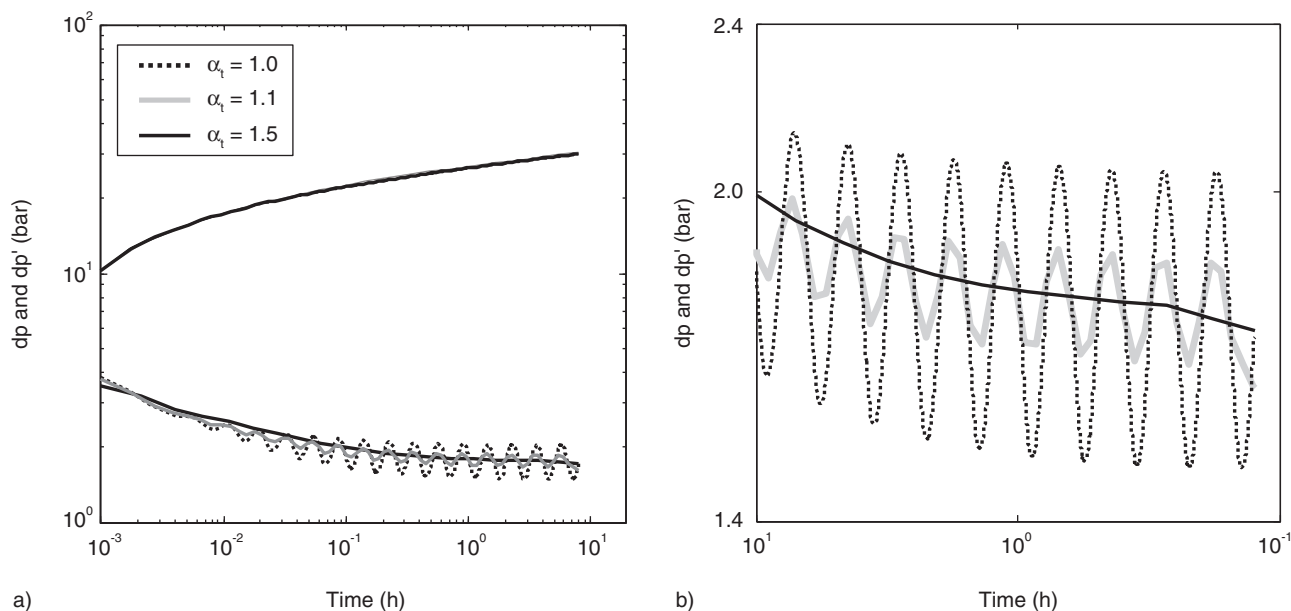 10²
αₜ = 1.0
αₜ = 1.1
αₜ = 1.5
dp and dp' (bar)
10¹
10⁰
10⁻³
10⁻²
10⁻¹
10⁰
10¹
a)
Time (h)
2.4
2.0
dp and dp' (bar)
1.4
10¹
10⁰
10⁻¹
b)
Time (h)